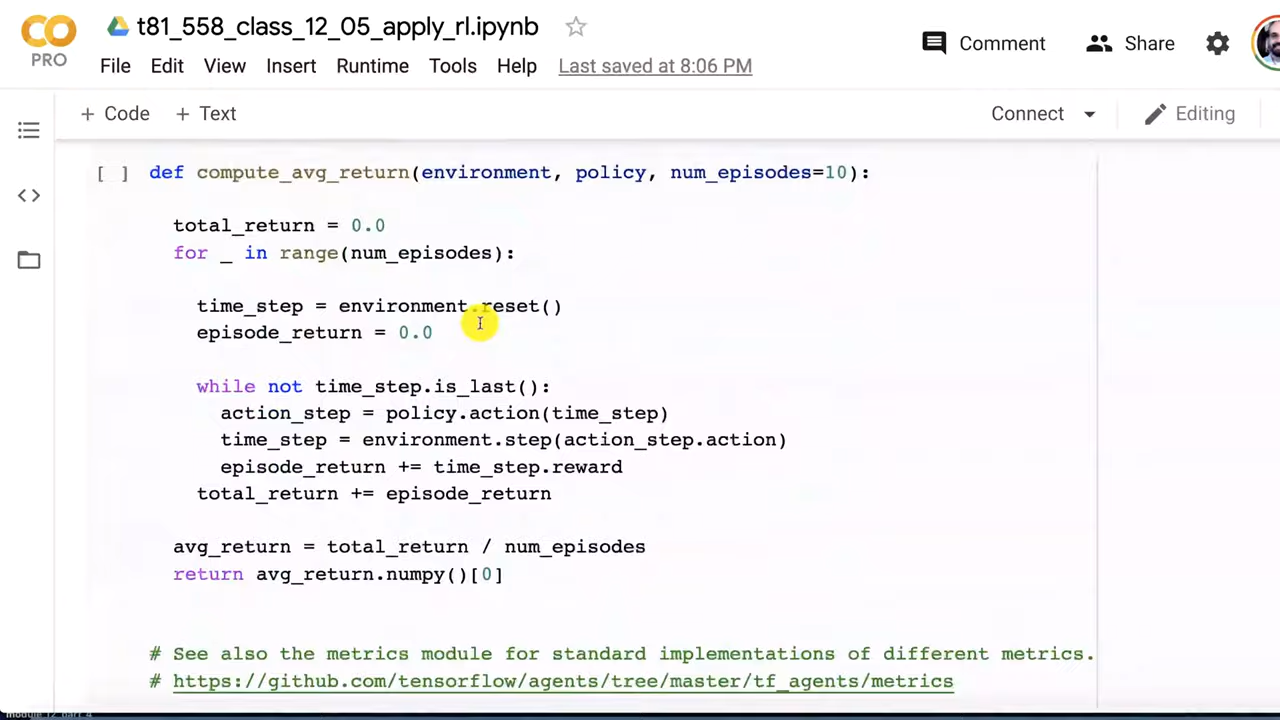 t81_558_class_12_05_apply_rl.ipynb
PRO
File Edit View Insert Runtime Tools Help Last saved at 8:06 PM
Comment Share
+ Code + Text
Connect Editing
[ ] def compute_avg_return(environment, policy, num_episodes=10):
total_return = 0.0
for _ in range(num_episodes):
time_step = environment.reset()
episode_return = 0.0
while not time_step.is_last():
action_step = policy.action(time_step)
time_step = environment.step(action_step.action)
episode_return += time_step.reward
total_return += episode_return
avg_return = total_return / num_episodes
return avg_return.numpy()[0]
# See also the metrics module for standard implementations of different metrics.
# https://github.com/tensorflow/agents/tree/master/tf_agents/metrics
module 12 part 4